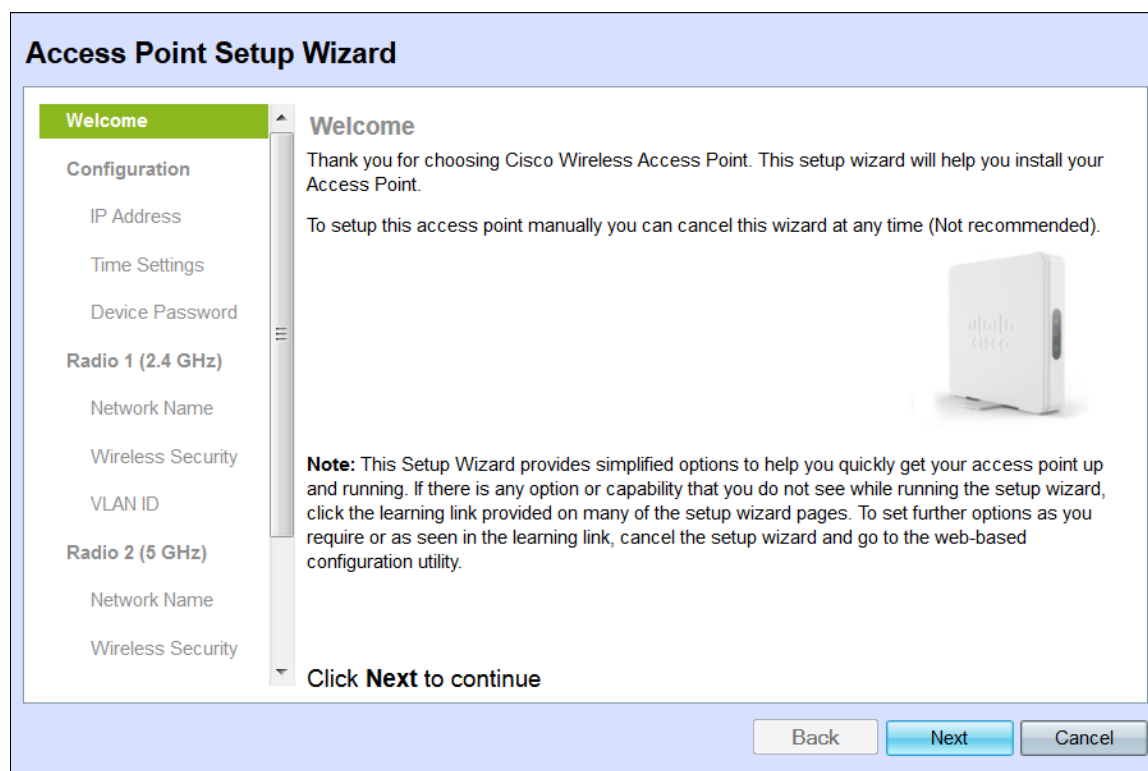 Access Point Setup Wizard
Welcome
Configuration
IP Address
Time Settings
Device Password
Radio 1 (2.4 GHz)
Network Name
Wireless Security
VLAN ID
Radio 2 (5 GHz)
Network Name
Wireless Security
Welcome
Thank you for choosing Cisco Wireless Access Point. This setup wizard will help you install your
Access Point.
To setup this access point manually you can cancel this wizard at any time (Not recommended).
CISCO
Note: This Setup Wizard provides simplified options to help you quickly get your access point up
and running. If there is any option or capability that you do not see while running the setup wizard,
click the learning link provided on many of the setup wizard pages. To set further options as you
require or as seen in the learning link, cancel the setup wizard and go to the web-based
configuration utility.
Click Next to continue
Back
Next
Cancel